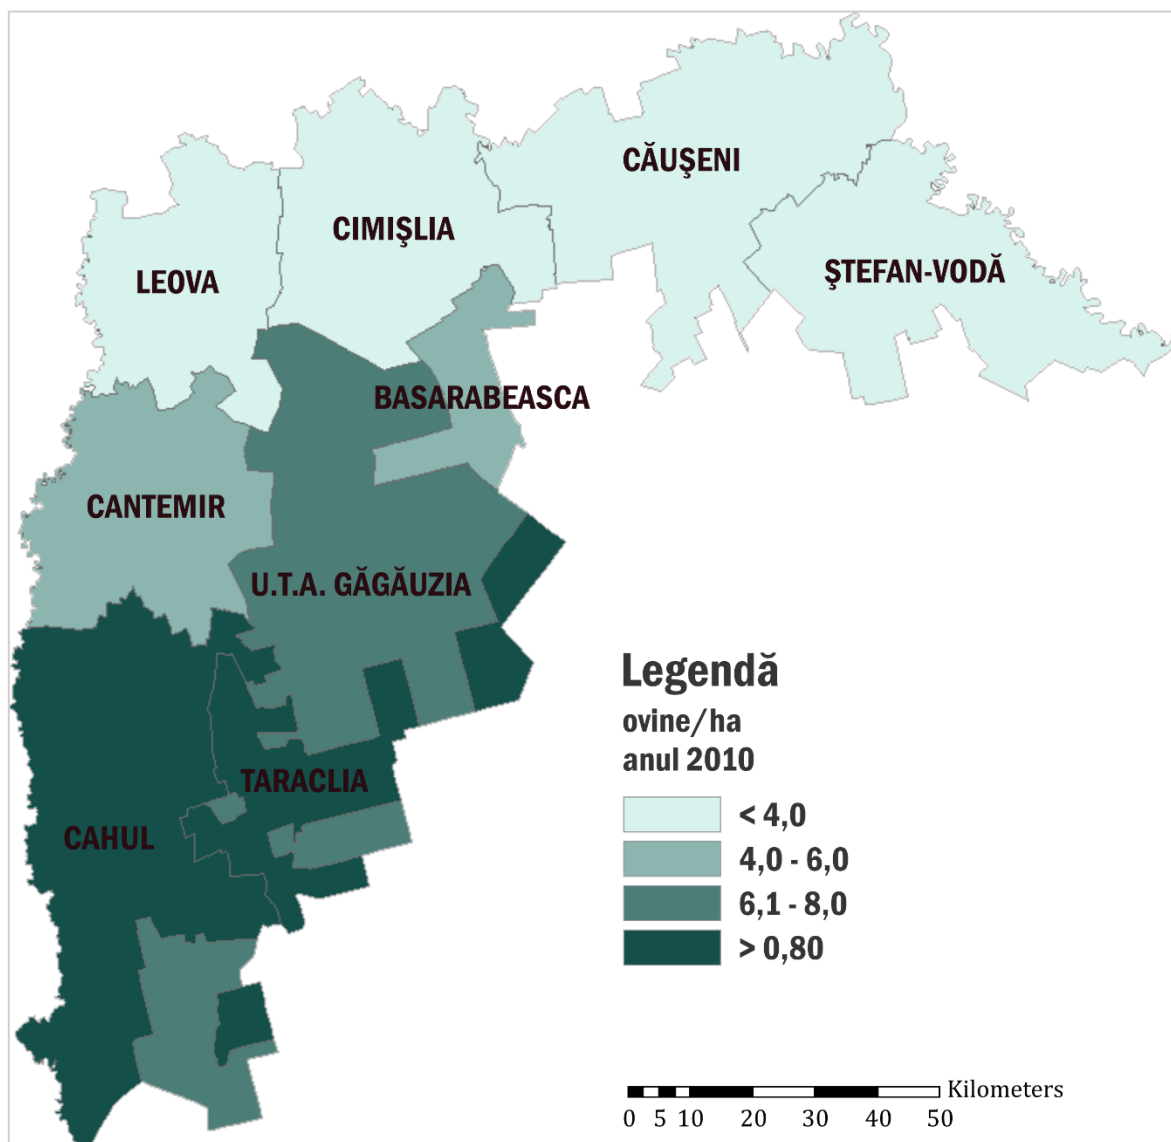 CĂUŞENI
CIMIŞLIA
LEOVA
ŞTEFAN-VODĂ
BASARABEASCA
CANTEMIR
U.T.A. GĂGĂUZIA
TARACLIA
CAHUL
Legendă
ovine/ha
anul 2010
< 4,0
4,0 - 6,0
6,1 - 8,0
> 0,80
Kilometers
0 5 10 20 30 40 50